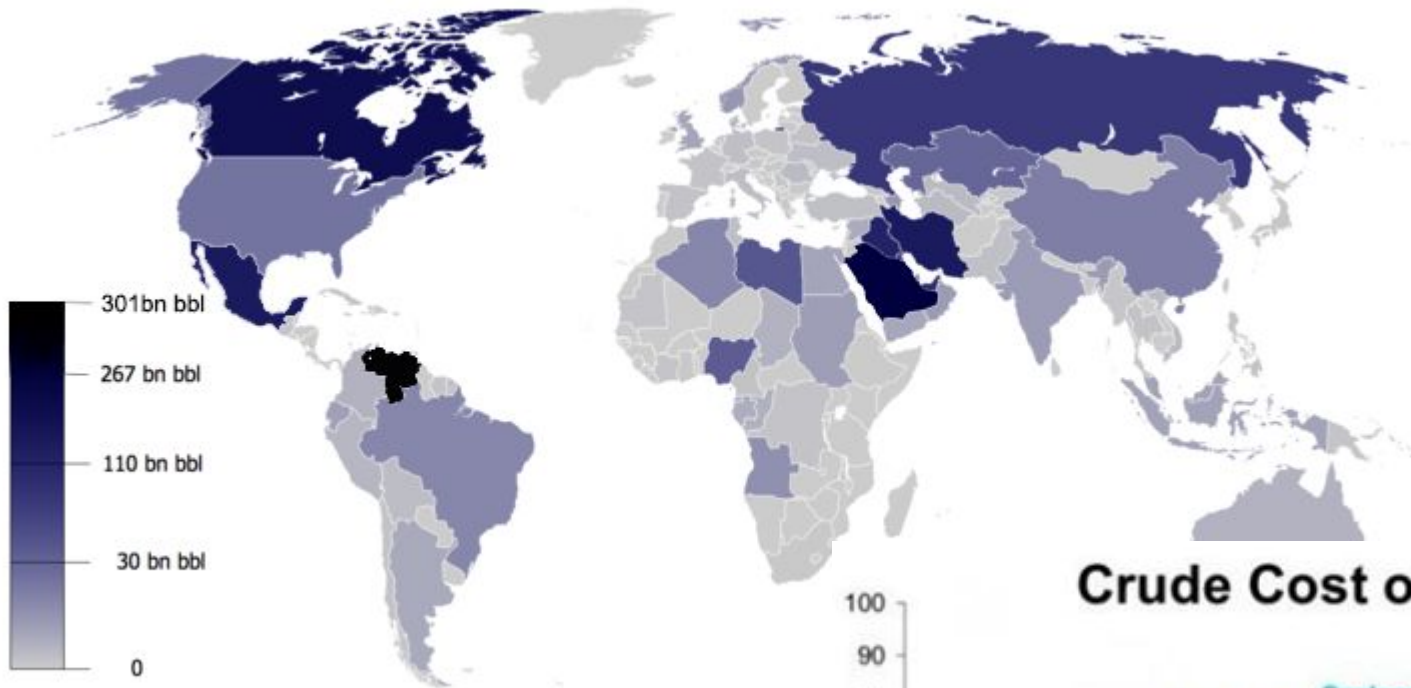 301bn bbl
267 bn bbl
110 bn bbl
30 bn bbl
0
Crude Cost o
100
90